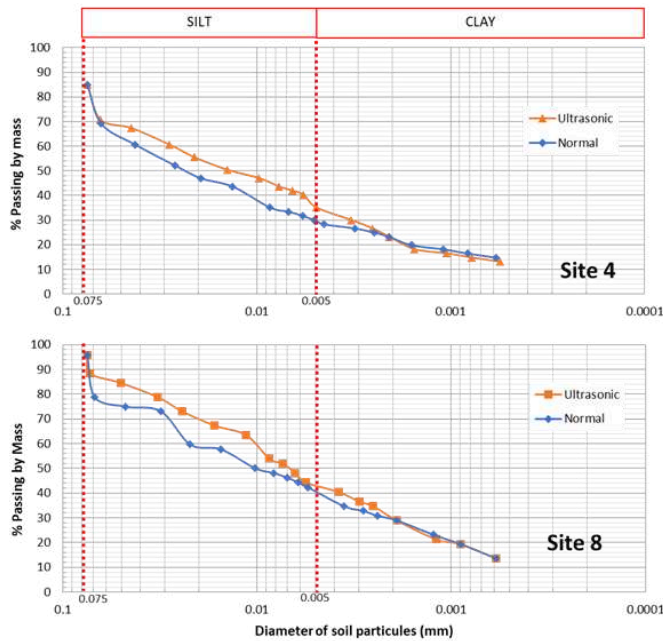 SILT CLAY
100
90
80
70
60
50
40
30
20
10
0
% Passing by mass
Ultrasonic
Normal
Site 4
0.1 0.075 0.01 0.005 0.001 0.0001
100
90
80
70
60
50
40
30
20
10
0
% Passing by Mass
Ultrasonic
Normal
Site 8
0.1 0.075 0.01 0.005 0.001 0.0001
Diameter of soil particules (mm)